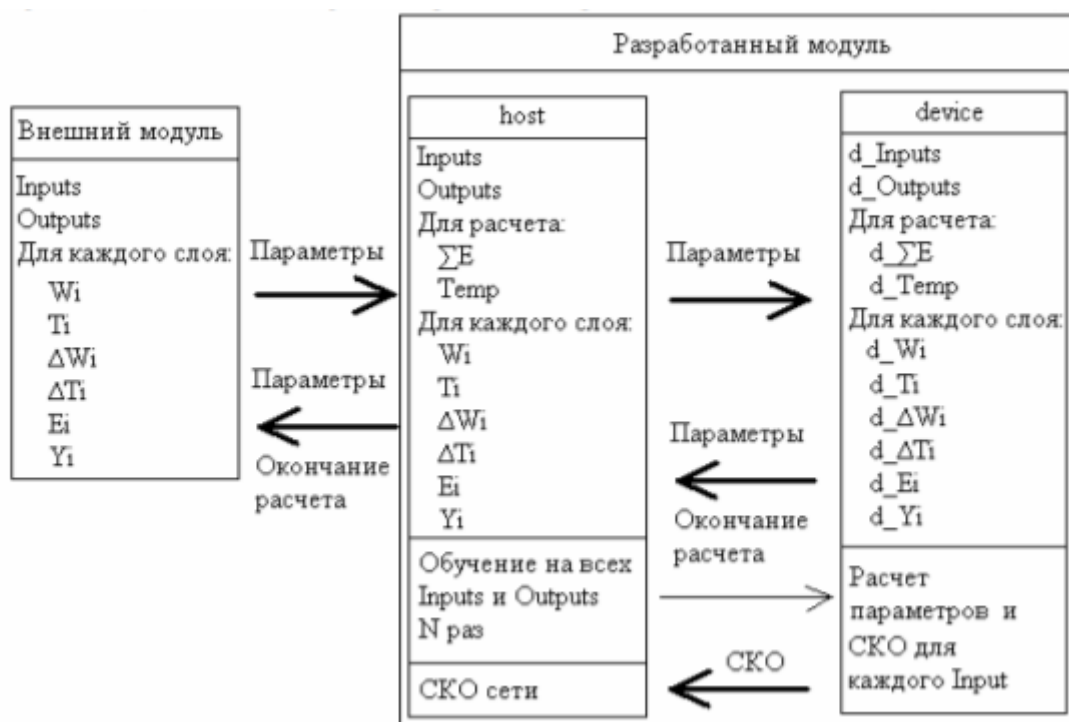 Разработанный модуль
Внешний модуль
Inputs
Outputs
Для каждого слоя:
Wi
Ti
ΔWi
ΔTi
Ei
Yi
Параметры
Параметры
Окончание
расчета
host
Inputs
Outputs
Для расчета:
∑E
Temp
Для каждого слоя:
Wi
Ti
ΔWi
ΔTi
Ei
Yi
Обучение на всех
Inputs и Outputs
N раз
СКО сети
Параметры
Параметры
Окончание
расчета
СКО
device
d_Inputs
d_Outputs
Для расчета:
d_∑E
d_Temp
Для каждого слоя:
d_Wi
d_Ti
d_ΔWi
d_ΔTi
d_Ei
d_Yi
Расчет
параметров и
СКО для
каждого Input